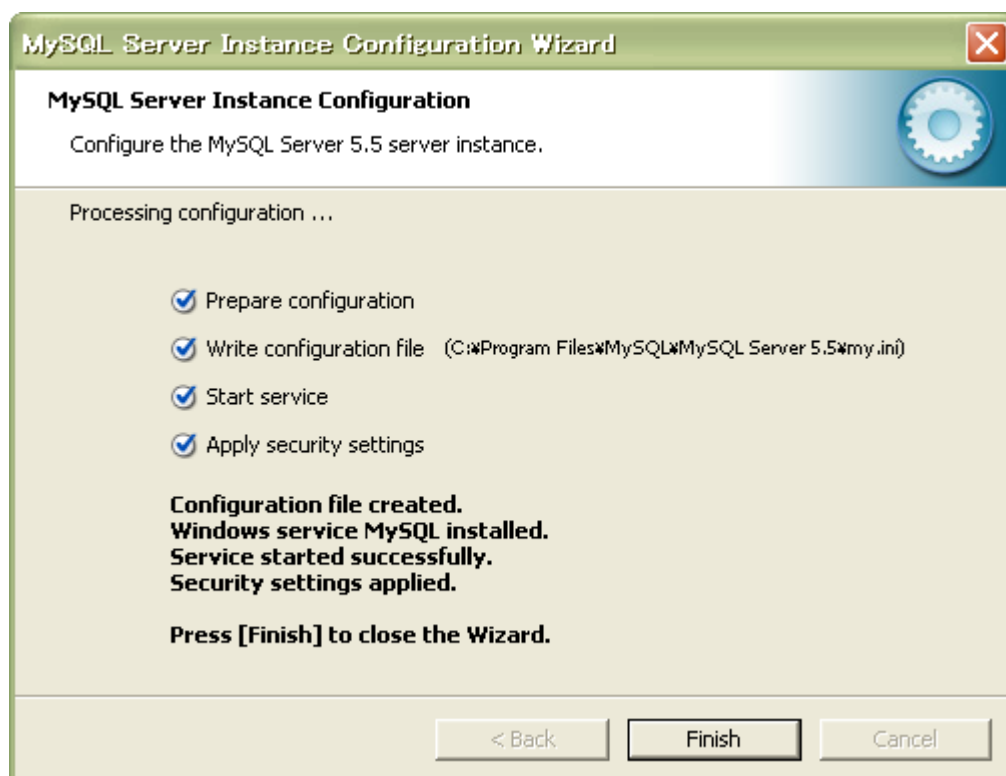 MySQL Server Instance Configuration Wizard
MySQL Server Instance Configuration
Configure the MySQL Server 5.5 server instance.
Processing configuration ...
Prepare configuration
Write configuration file (C:¥Program Files¥MySQL¥MySQL Server 5.5¥my.ini)
Start service
Apply security settings
Configuration file created.
Windows service MySQL installed.
Service started successfully.
Security settings applied.
Press [Finish] to close the Wizard.
< Back Finish Cancel